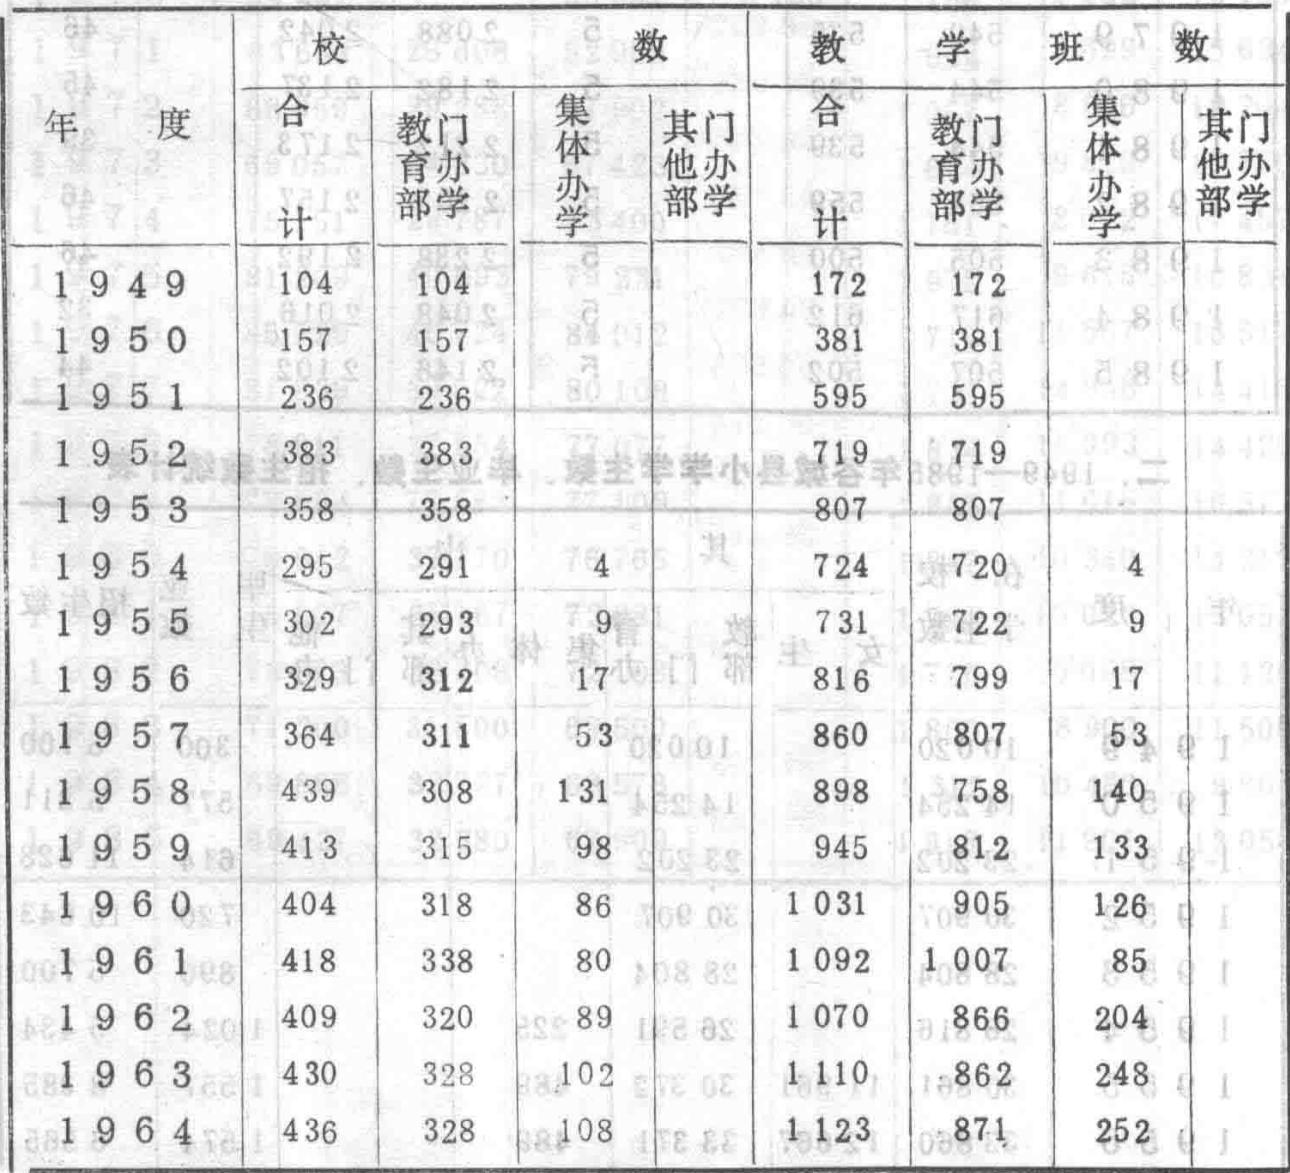 年 度 校 数 教 学 班 数
合计 教育部门办学 集体办学 其他部门办学 合计 教育部门办学 集体办学 其他部门办学
1949 104 104 172 172
1950 157 157 381 381
1951 236 236 595 595
1952 383 383 719 719
1953 358 358 807 807
1954 295 291 4 724 720 4
1955 302 293 9 731 722 9
1956 329 312 17 816 799 17
1957 364 311 53 860 807 53
1958 439 308 131 898 758 140
1959 413 315 98 945 812 133
1960 404 318 86 1 031 905 126
1961 418 338 80 1 092 1 007 85
1962 409 320 89 1 070 866 204
1963 430 328 102 1 110 862 248
1964 436 328 108 1 123 871 252